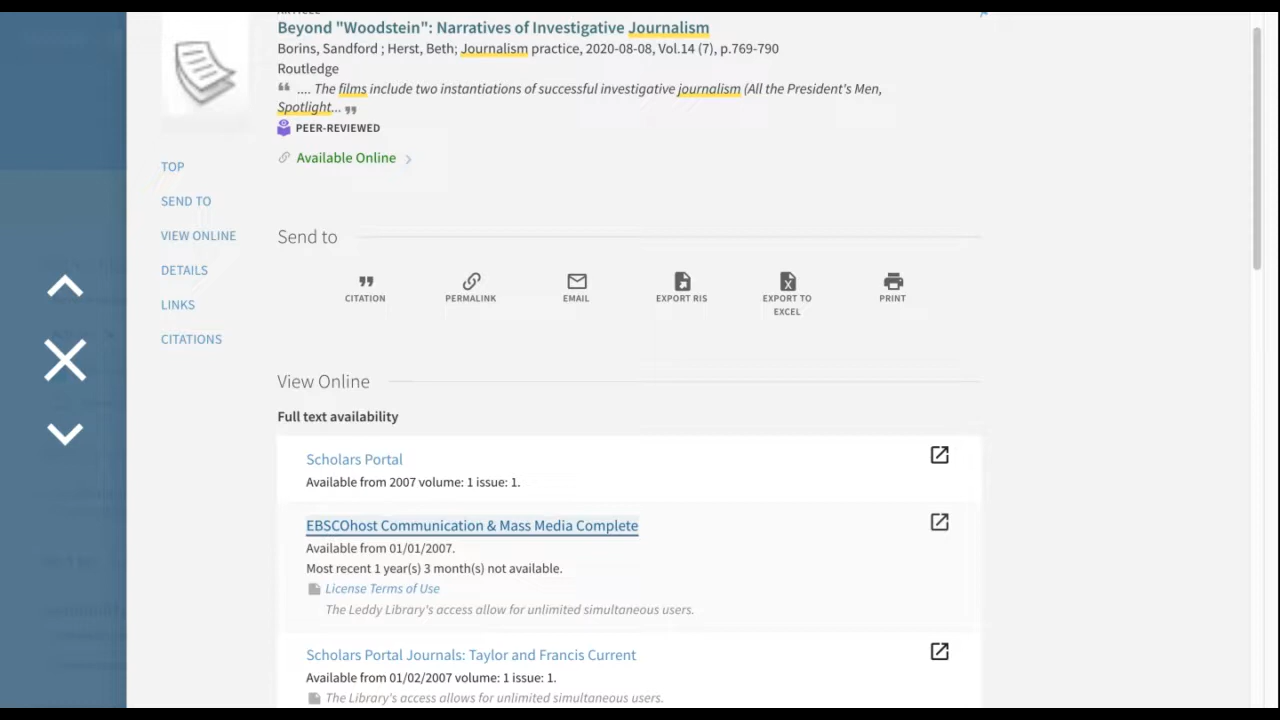 ARTICLE
Beyond "Woodstein": Narratives of Investigative Journalism
Borins, Sandford ; Herst, Beth; Journalism practice, 2020-08-08, Vol.14 (7), p.769-790
Routledge
“ .... The films include two instantiations of successful investigative journalism (All the President's Men,
Spotlight... ”
PEER-REVIEWED
Available Online
TOP
SEND TO
VIEW ONLINE
DETAILS
LINKS
CITATIONS
Send to
CITATION
PERMALINK
EMAIL
EXPORT RIS
EXPORT TO
EXCEL
PRINT
View Online
Full text availability
Scholars Portal
Available from 2007 volume: 1 issue: 1.
EBSCOhost Communication & Mass Media Complete
Available from 01/01/2007.
Most recent 1 year(s) 3 month(s) not available.
License Terms of Use
The Leddy Library's access allow for unlimited simultaneous users.
Scholars Portal Journals: Taylor and Francis Current
Available from 01/02/2007 volume: 1 issue: 1.
The Library's access allows for unlimited simultaneous users.